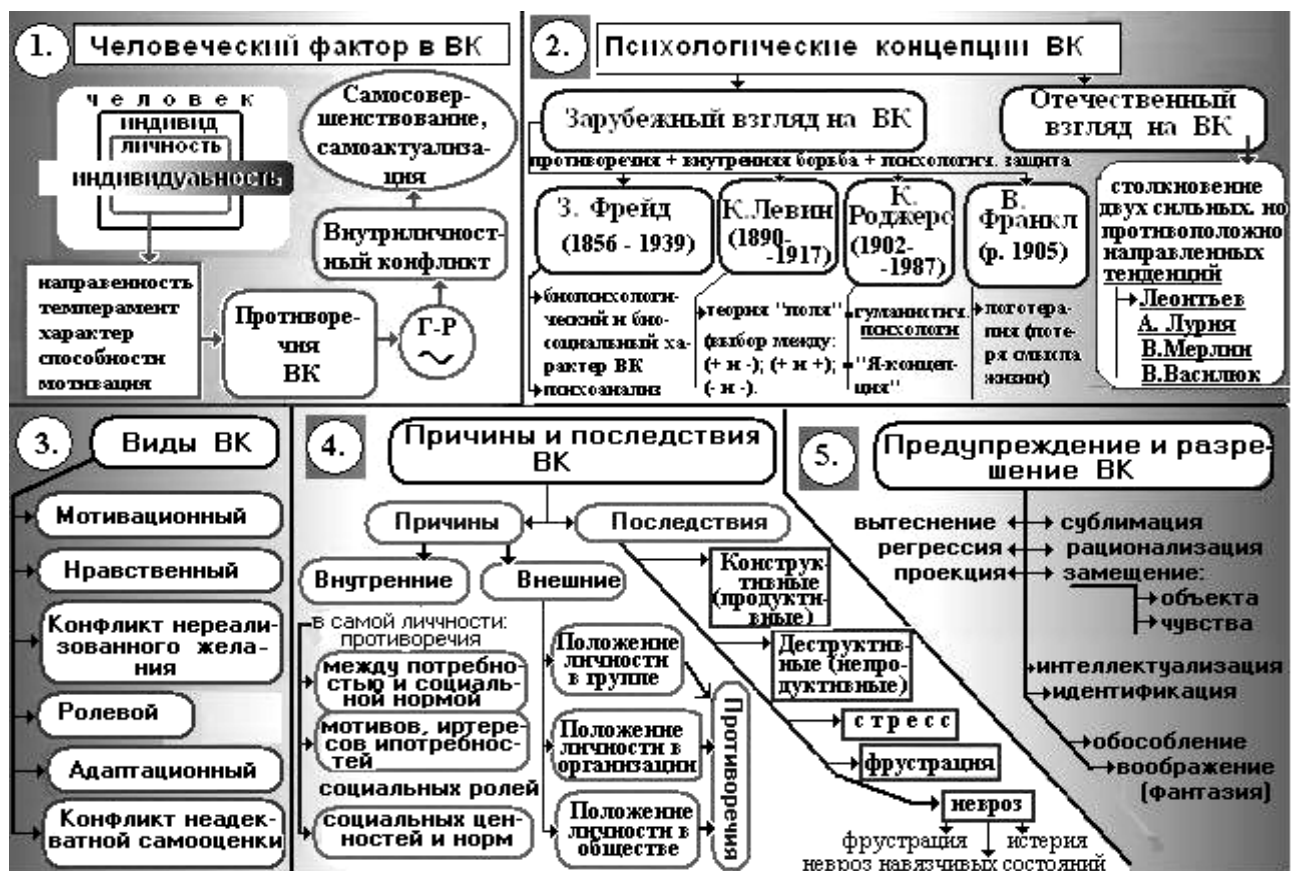 1.
Человеческий фактор в ВК
человек
индивид
личность
индивидуальность
направенность
темперамент
характер
способности
мотивация
Противоре-
чия
ВК
Г-Р
Внутриличност-
ный конфликт
Самосовер-
шенствование,
самоактуализа-
ция
2.
Психологические концепции ВК
Зарубежный взгляд на ВК
Отечественный
взгляд на ВК
противоречия + внутренняя борьба + психологич. защита
З. Фрейд
(1856 - 1939)
биопсихологи-
ческий и био-
социальный ха-
рактер ВК
психоанализ
К.Левин
(1890-
-1917)
теория "поля"
(выбор между:
(+ и -); (+ и +);
(- и -).
К.
Роджерс
(1902-
-1987)
гуманистич.
психологи
"Я-концеп-
ция"
В.
Франкл
(р. 1905)
логотера-
пия (поте-
ря смысла
жизни)
столкновение
двух сильных. но
противоположно
направленных
тенденций
Леонтьев
А. Лурия
В.Мерлин
В.Василюк
3.
Виды ВК
Мотивационный
Нравственный
Конфликт нереали-
зованного жела-
ния
Ролевой
Адаптационный
Конфликт неадек-
ватной самооценки
4.
Причины и последствия
ВК
Причины
Последствия
Внутренние
Внешние
в самой личчности:
противоречия
между потребно-
стью и социаль-
ной нормой
мотивов, иртере-
сов ипотребнос-
тей
социальных ролей
социальных цен-
ностей и норм
Положение
личности
в группе
Положение
личности в
организации
Положение
личности в
обществе
Противоречия
Конструк-
тивные
(продукти-
вные)
Деструктив-
ные (непро-
дуктивные)
стресс
фрустрация
невроз
фрустрация
истерия
невроз навязчивых состояний
5.
Предупреждение и разре-
шение ВК
вытеснение
сублимация
регрессия
рационализация
проекция
замещение:
объекта
чувства
интеллектуализация
идентификация
обособление
воображение
(фантазия)